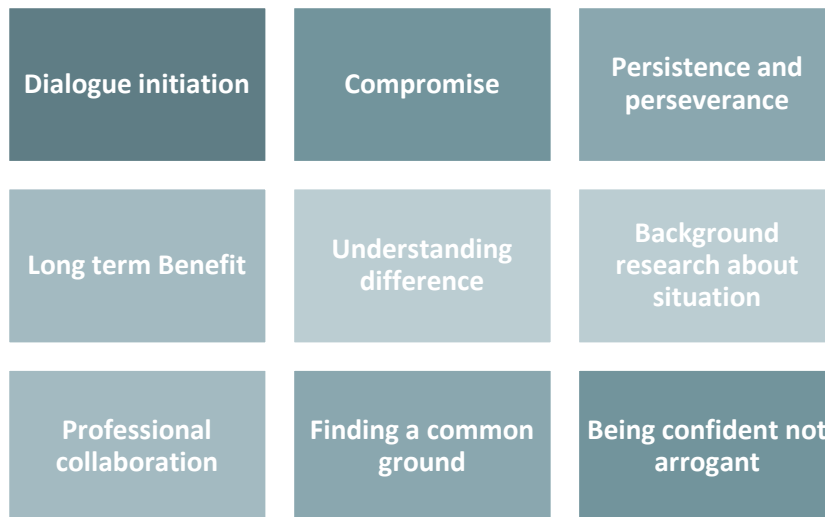 Dialogue initiation
Compromise
Persistence and
perseverance
Long term Benefit
Understanding
difference
Background
research about
situation
Professional
collaboration
Finding a common
ground
Being confident not
arrogant